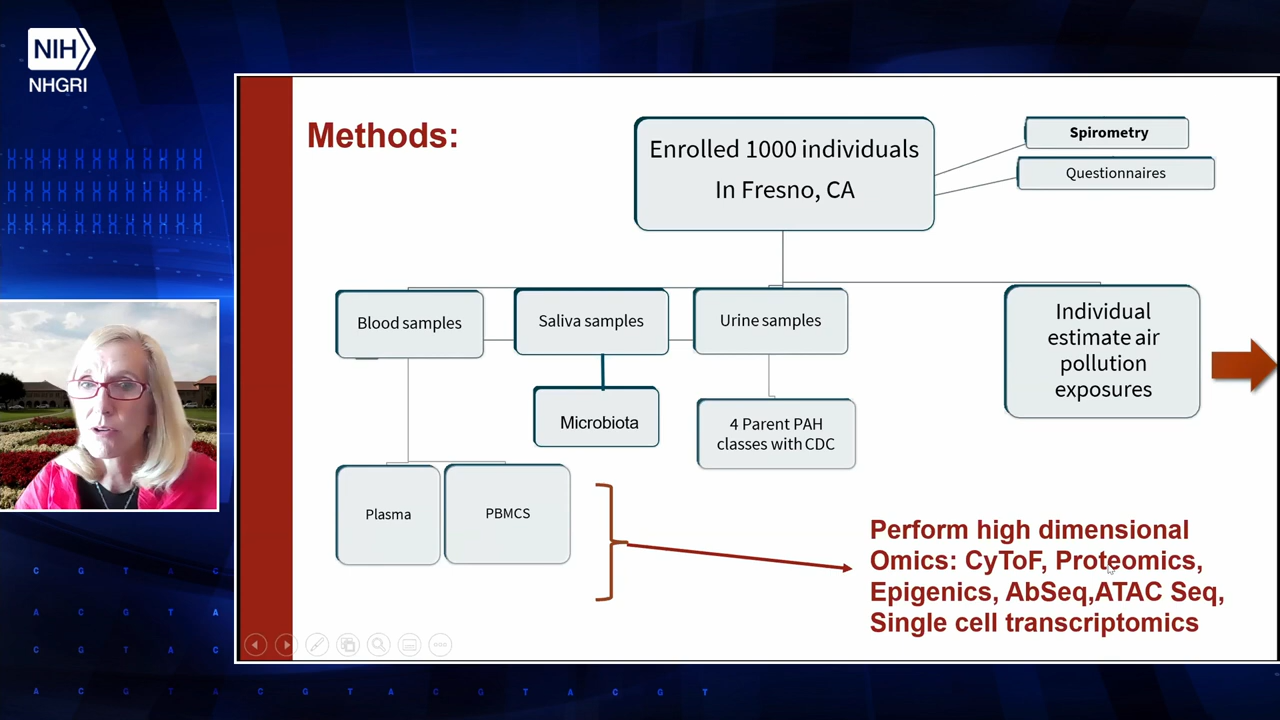 NIH
NHGRI
Methods:
Enrolled 1000 individuals
In Fresno, CA
Spirometry
Questionnaires
Blood samples
Saliva samples
Urine samples
Individual
estimate air
pollution
exposures
Microbiota
4 Parent PAH
classes with CDC
Plasma
PBMCS
Perform high dimensional
Omics: CyToF, Proteomics,
Epigenics, AbSeq,ATAC Seq,
Single cell transcriptomics
C G T A C
A C G T A
C G T A C
A C G T A C G T A C G T